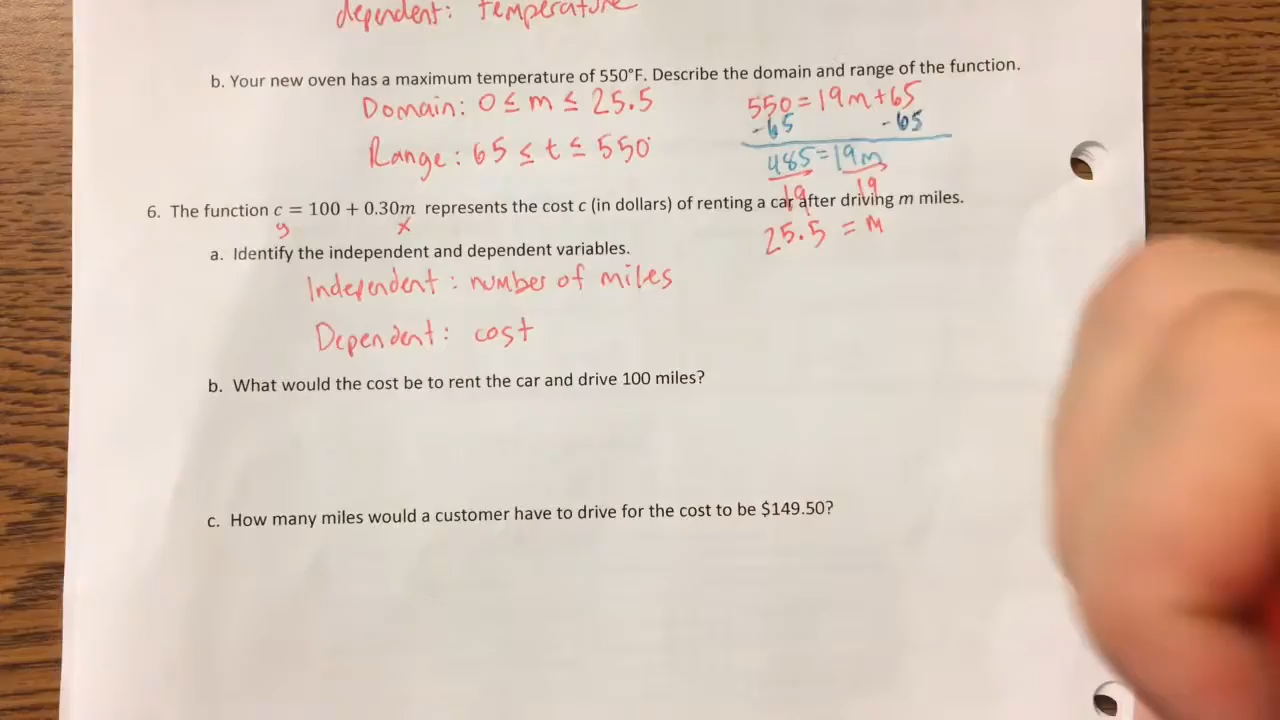 dependent: temperature
b. Your new oven has a maximum temperature of 550°F. Describe the domain and range of the function.
Domain: 0 ≤ m ≤ 25.5
550 = 19m + 65
-65 -65
Range: 65 ≤ t ≤ 550
485 = 19m
19 19
6. The function c = 100 + 0.30m represents the cost c (in dollars) of renting a car after driving m miles.
y x
25.5 = m
a. Identify the independent and dependent variables.
Independent: number of miles
Dependent: cost
b. What would the cost be to rent the car and drive 100 miles?
c. How many miles would a customer have to drive for the cost to be $149.50?